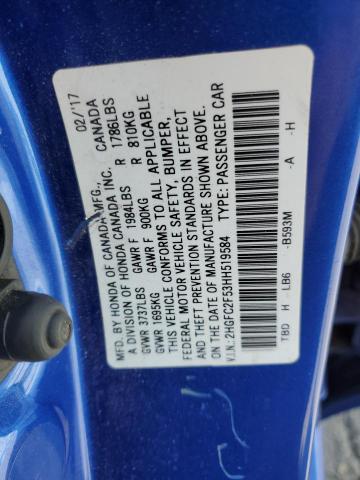 MFD. BY HONDA OF CANADA MFG., 02/'17
A DIVISION OF HONDA CANADA INC. CANADA
GVWR 3737LBS GAWR F 1984LBS R 1786LBS
GVWR 1695KG GAWR F 900KG R 810KG
THIS VEHICLE CONFORMS TO ALL APPLICABLE
FEDERAL MOTOR VEHICLE SAFETY, BUMPER,
AND THEFT PREVENTION STANDARDS IN EFFECT
ON THE DATE OF MANUFACTURE SHOWN ABOVE.
V.I.N.: 2HGFC2F53HH519584 TYPE: PASSENGER CAR
TBD H LB6 -B593M -A -H